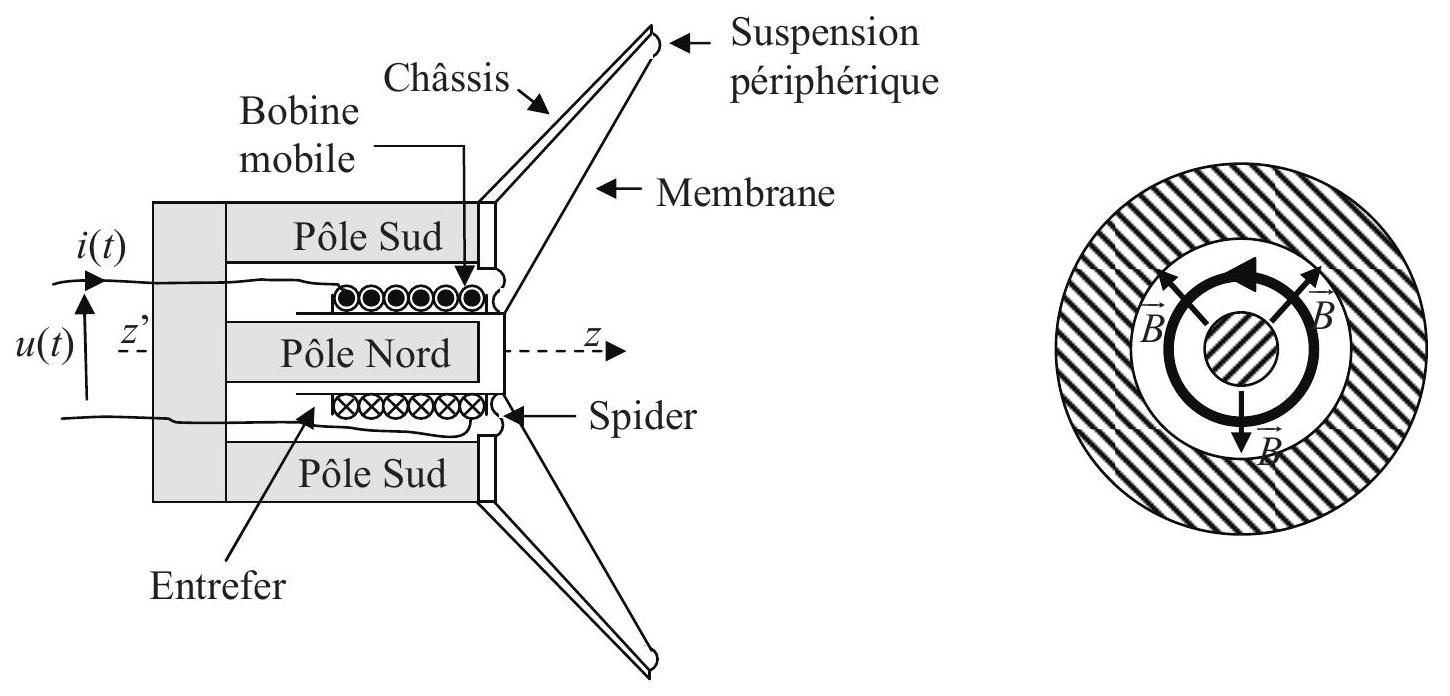 Suspension
périphérique
Châssis
Bobine
mobile
Membrane
Pôle Sud
i(t)
u(t)
z'
Pôle Nord
z
Spider
Pôle Sud
Entrefer
B
B
B